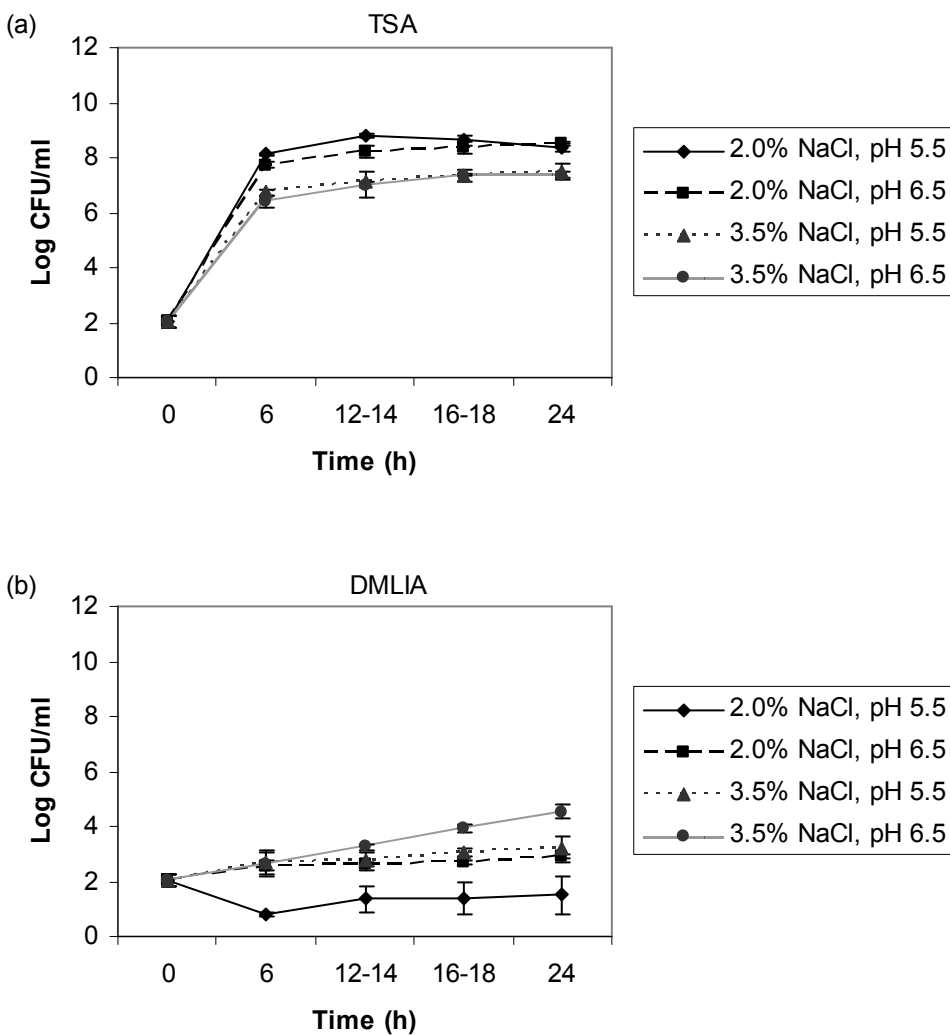 (a)
TSA
12
10
8
6
4
2
0
Log CFU/ml
0 6 12-14 16-18 24
Time (h)
2.0% NaCl, pH 5.5
2.0% NaCl, pH 6.5
3.5% NaCl, pH 5.5
3.5% NaCl, pH 6.5
(b)
DMLIA
12
10
8
6
4
2
0
Log CFU/ml
0 6 12-14 16-18 24
Time (h)
2.0% NaCl, pH 5.5
2.0% NaCl, pH 6.5
3.5% NaCl, pH 5.5
3.5% NaCl, pH 6.5